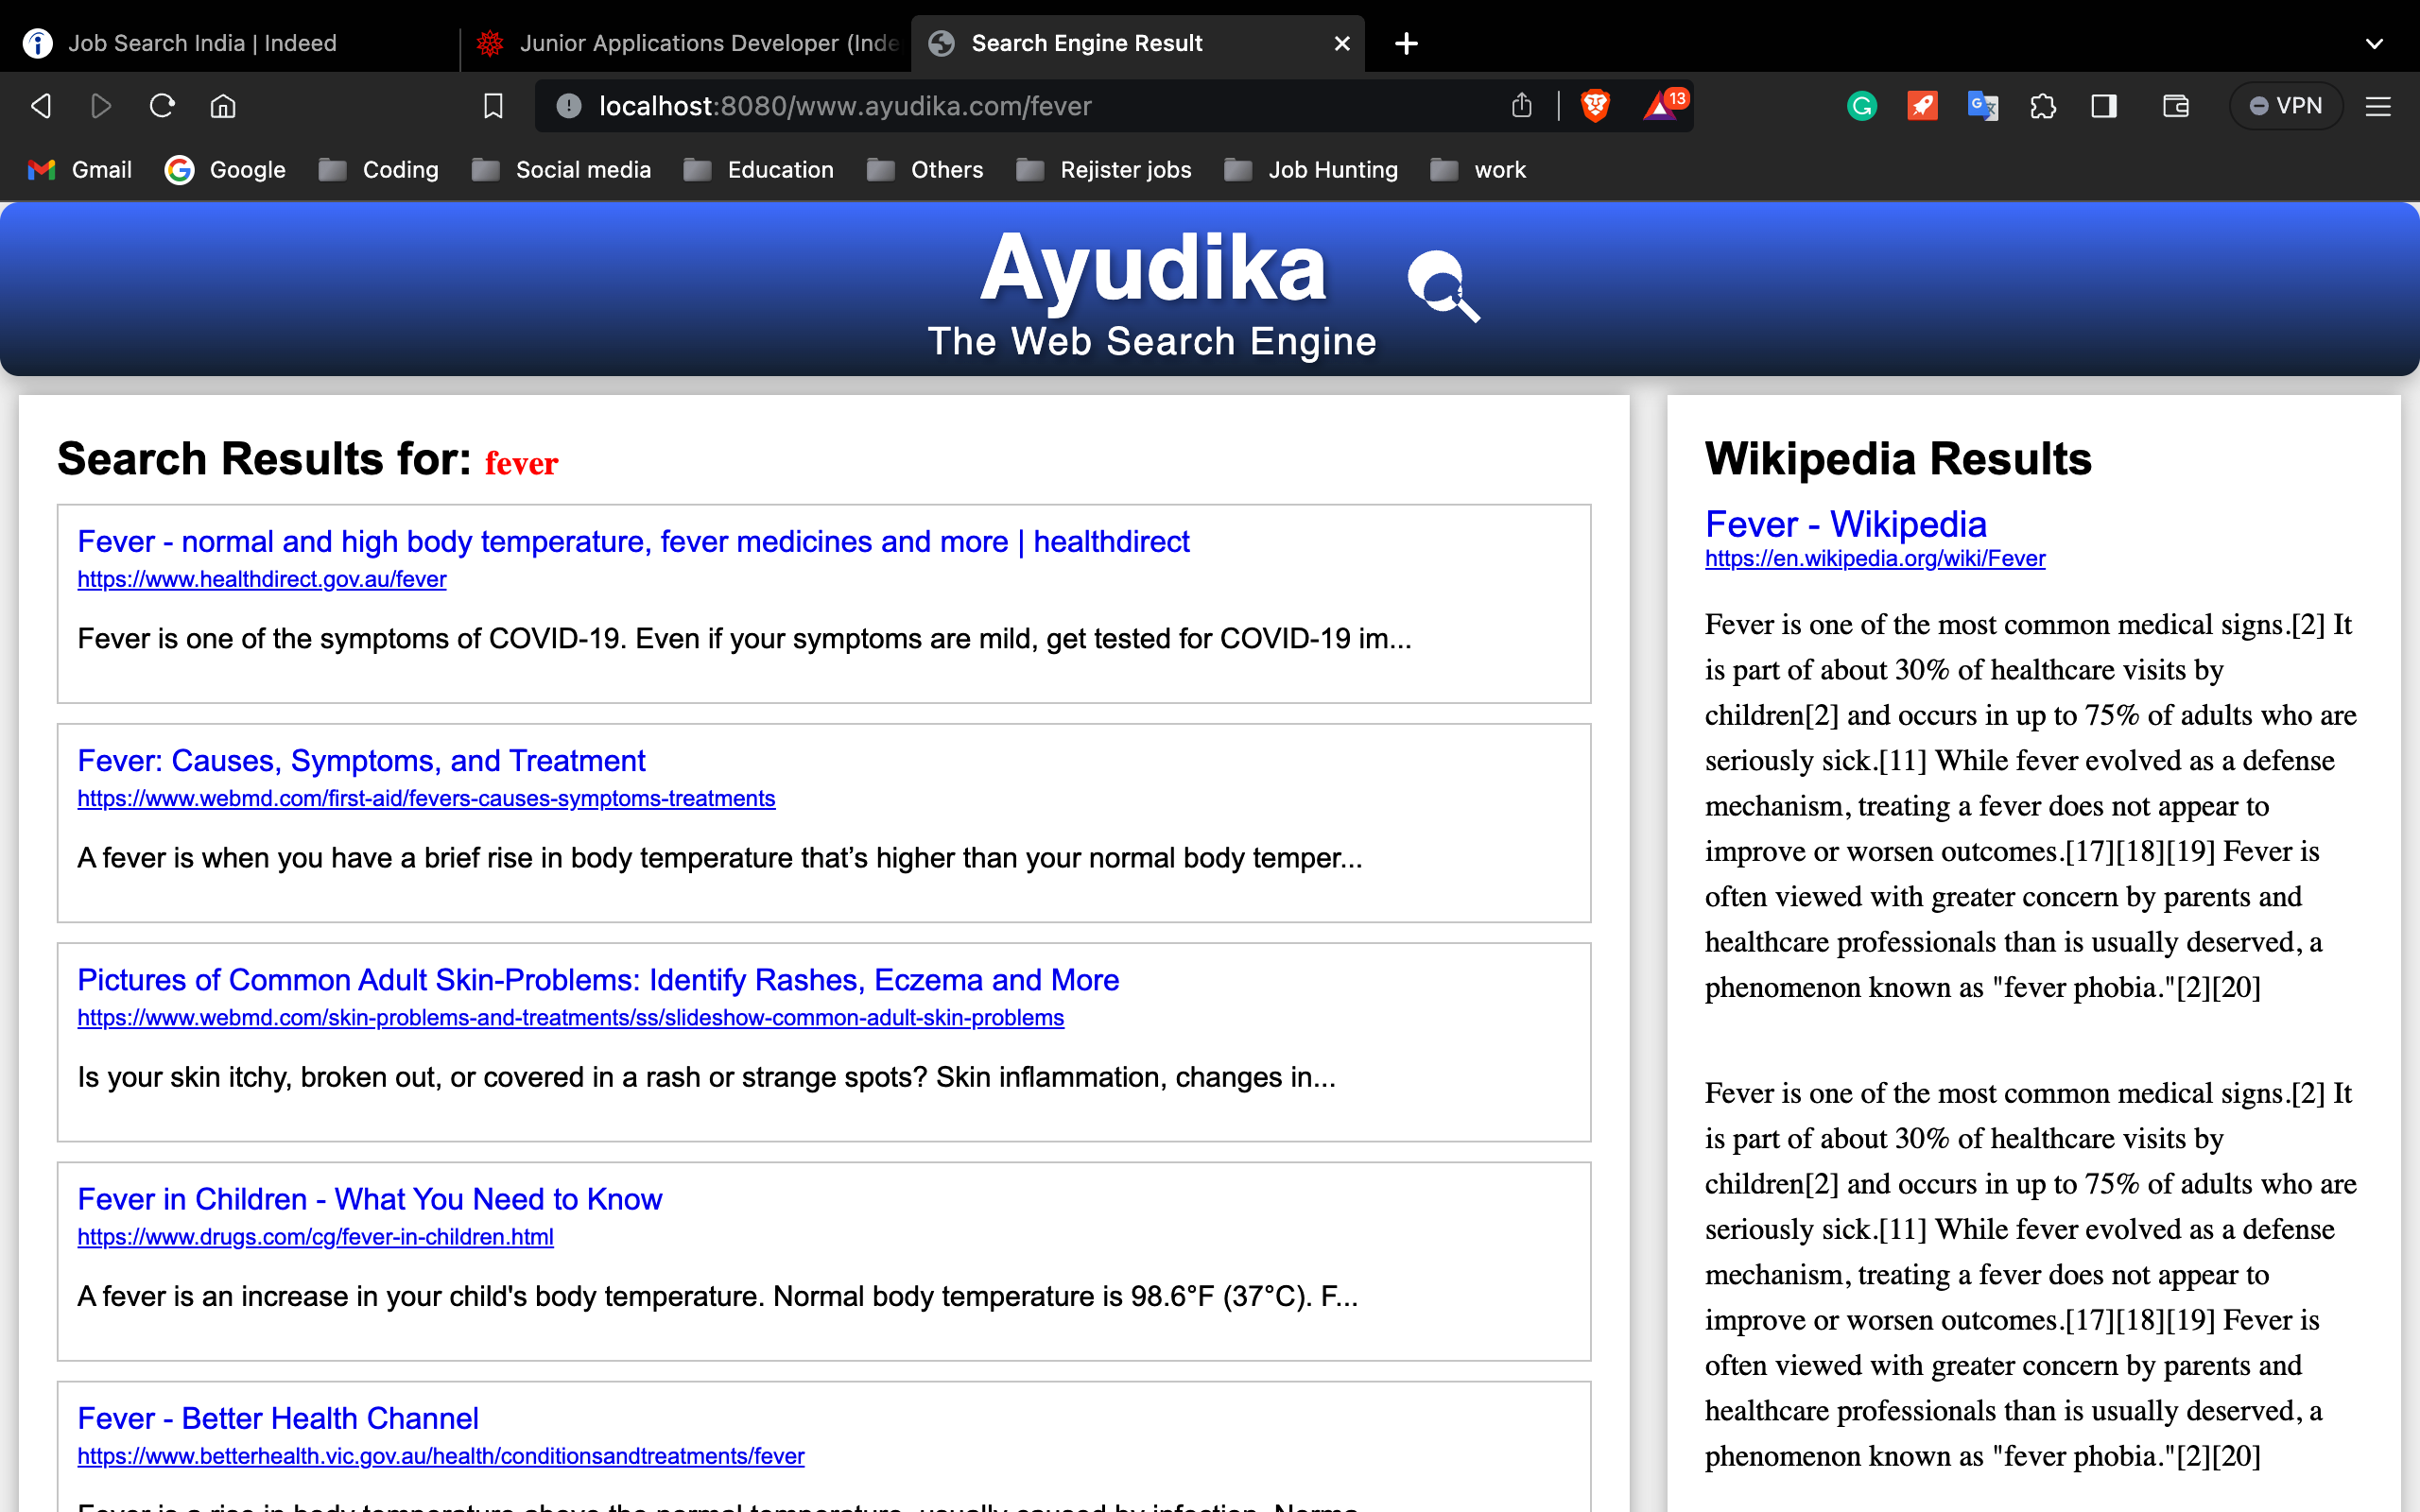 Job Search India | Indeed
Junior Applications Developer (Inde
Search Engine Result
localhost:8080/www.ayudika.com/fever
13
VPN
Gmail
Google
Coding
Social media
Education
Others
Rejister jobs
Job Hunting
work
Ayudika
The Web Search Engine
Search Results for: fever
Fever - normal and high body temperature, fever medicines and more | healthdirect
https://www.healthdirect.gov.au/fever
Fever is one of the symptoms of COVID-19. Even if your symptoms are mild, get tested for COVID-19 im...
Fever: Causes, Symptoms, and Treatment
https://www.webmd.com/first-aid/fevers-causes-symptoms-treatments
A fever is when you have a brief rise in body temperature that’s higher than your normal body temper...
Pictures of Common Adult Skin-Problems: Identify Rashes, Eczema and More
https://www.webmd.com/skin-problems-and-treatments/ss/slideshow-common-adult-skin-problems
Is your skin itchy, broken out, or covered in a rash or strange spots? Skin inflammation, changes in...
Fever in Children - What You Need to Know
https://www.drugs.com/cg/fever-in-children.html
A fever is an increase in your child's body temperature. Normal body temperature is 98.6°F (37°C). F...
Fever - Better Health Channel
https://www.betterhealth.vic.gov.au/health/conditionsandtreatments/fever
Fever is a rise in body temperature above the normal temperature, usually caused by infection. Norma...
Wikipedia Results
Fever - Wikipedia
https://en.wikipedia.org/wiki/Fever
Fever is one of the most common medical signs.[2] It
is part of about 30% of healthcare visits by
children[2] and occurs in up to 75% of adults who are
seriously sick.[11] While fever evolved as a defense
mechanism, treating a fever does not appear to
improve or worsen outcomes.[17][18][19] Fever is
often viewed with greater concern by parents and
healthcare professionals than is usually deserved, a
phenomenon known as "fever phobia."[2][20]
Fever is one of the most common medical signs.[2] It
is part of about 30% of healthcare visits by
children[2] and occurs in up to 75% of adults who are
seriously sick.[11] While fever evolved as a defense
mechanism, treating a fever does not appear to
improve or worsen outcomes.[17][18][19] Fever is
often viewed with greater concern by parents and
healthcare professionals than is usually deserved, a
phenomenon known as "fever phobia."[2][20]